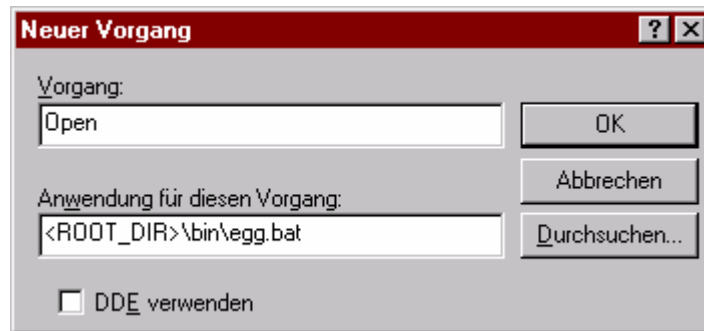 Neuer Vorgang
Vorgang:
Open
OK
Abbrechen
Anwendung für diesen Vorgang:
<ROOT_DIR>\bin\egg.bat
Durchsuchen...
DDE verwenden